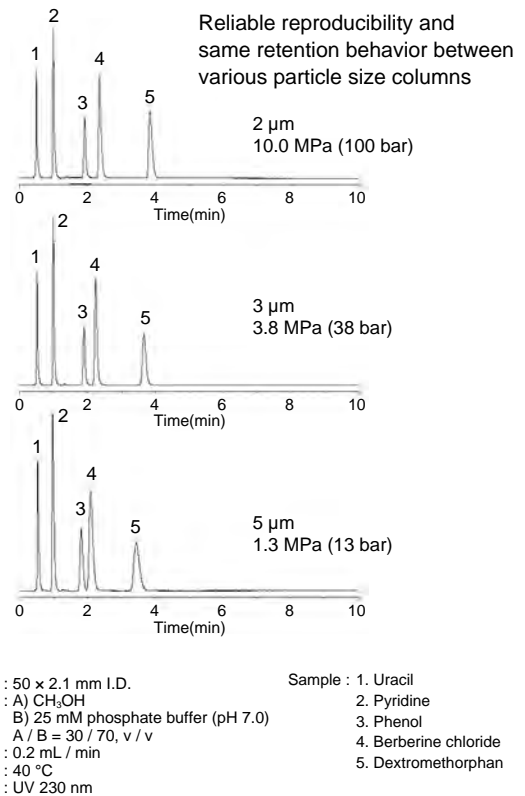 Reliable reproducibility and
same retention behavior between
various particle size columns
1 2 3 4 5
2 µm
10.0 MPa (100 bar)
0 2 4 6 8 10
Time(min)
1 2 3 4 5
3 µm
3.8 MPa (38 bar)
0 2 4 6 8 10
Time(min)
1 2 3 4 5
5 µm
1.3 MPa (13 bar)
0 2 4 6 8 10
Time(min)
: 50 × 2.1 mm I.D.
: A) CH₃OH
B) 25 mM phosphate buffer (pH 7.0)
A / B = 30 / 70, v / v
: 0.2 mL / min
: 40 °C
: UV 230 nm
Sample : 1. Uracil
2. Pyridine
3. Phenol
4. Berberine chloride
5. Dextromethorphan